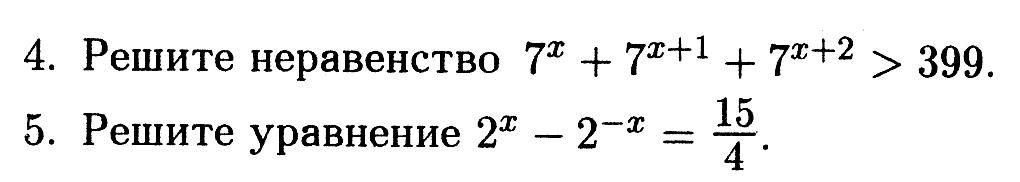 4. Решите неравенство 7^x + 7^{x+1} + 7^{x+2} > 399.
5. Решите уравнение 2^x − 2^{−x} = 15/4.